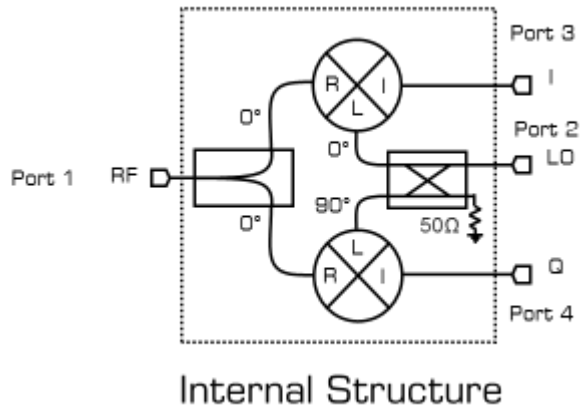 Port 3
R
I
I
L
0°
Port 2
0°
LO
Port 1
RF
90°
50Ω
0°
L
R
I
Q
Port 4
Internal Structure